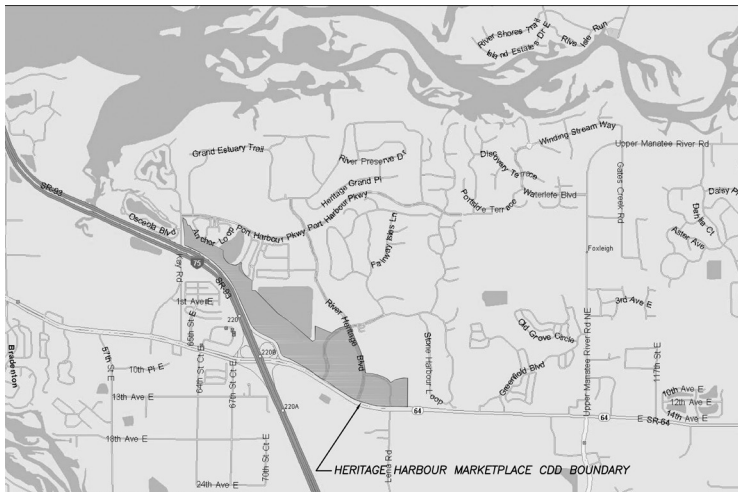 River Shores Trail
Island Estates Dr E
Isle Run
Winding Stream Way
Upper Manatee River Rd
Grand Estuary Trail
River Preserve Dr
Discovery Terrace
Gates Creek Rd
Heritage Grand Pl
Waterlefe Blvd
Portside Terrace
SR-93
Port Harbour Pkwy Port Harbour Pkwy
Osceola Blvd
Anchor Loop
Dahlia Ct
Aster Ave
Fairway Isles Ln
Foxleigh
Kay Rd
75
SR-93
1st Ave E
65th St E
3rd Ave E
River Heritage Blvd
Old Grove Circle
Upper Manatee River Rd NE
Stone Harbour Loop
220B
Bradenton
57th St E
10th Pl E
64th St Ct E
67th St Ct E
Greenfield Blvd
117th St E
10th Ave E
12th Ave E
14th Ave E
13th Ave E
220A
64
64
E SR-64
18th Ave E
70th St Ct E
Lena Rd
24th Ave E
HERITAGE HARBOUR MARKETPLACE CDD BOUNDARY